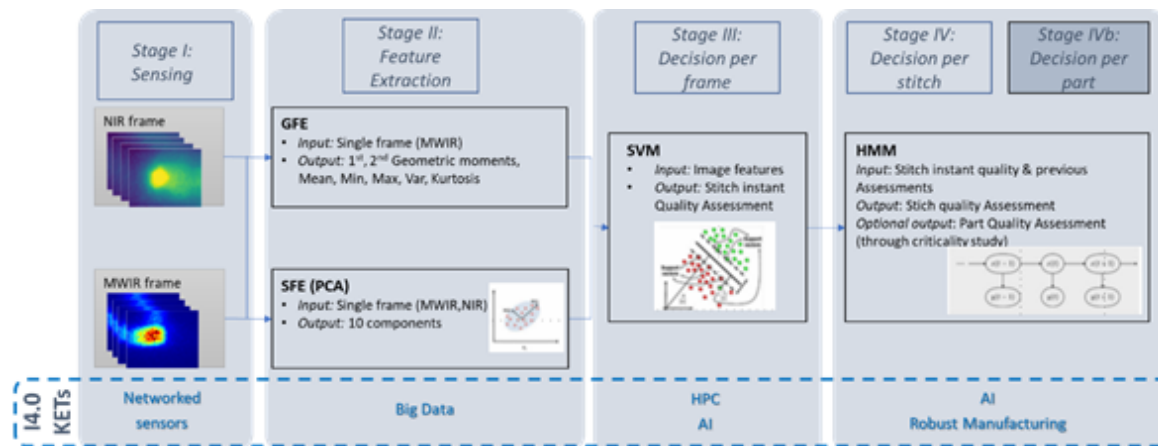 Stage I:
Sensing
Stage II:
Feature
Extraction
Stage III:
Decision per
frame
Stage IV:
Decision per
stitch
Stage IVb:
Decision per
part
NIR frame
MWIR frame
GFE
• Input: Single frame (MWIR)
• Output: 1st, 2nd Geometric moments,
Mean, Min, Max, Var, Kurtosis
SFE (PCA)
• Input: Single frame (MWIR,NIR)
• Output: 10 components
SVM
• Input: Image features
• Output: Stitch instant
Quality Assessment
HMM
Input: Stitch instant quality & previous
Assessments
Output: Stich quality Assessment
Optional output: Part Quality Assessment
(through criticality study)
I4.0
KETs
Networked
sensors
Big Data
HPC
AI
AI
Robust Manufacturing